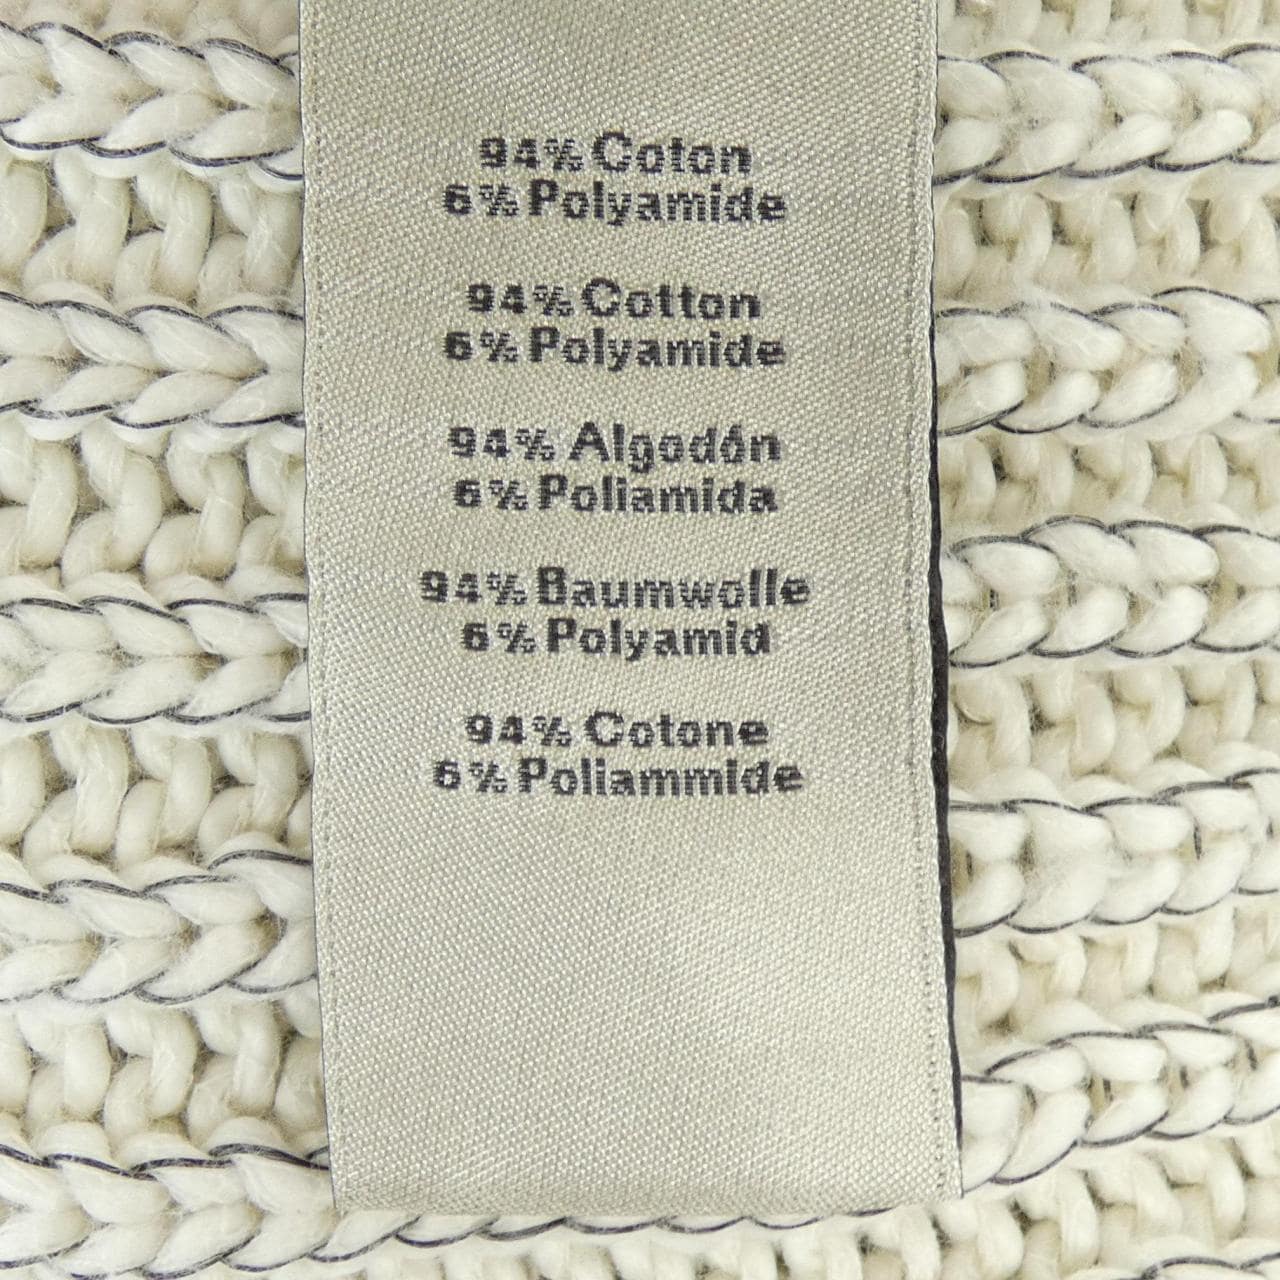 94% Coton
6% Polyamide
94% Cotton
6% Polyamide
94% Algodón
6% Poliamida
94% Baumwolle
6% Polyamid
94% Cotone
6% Poliammide